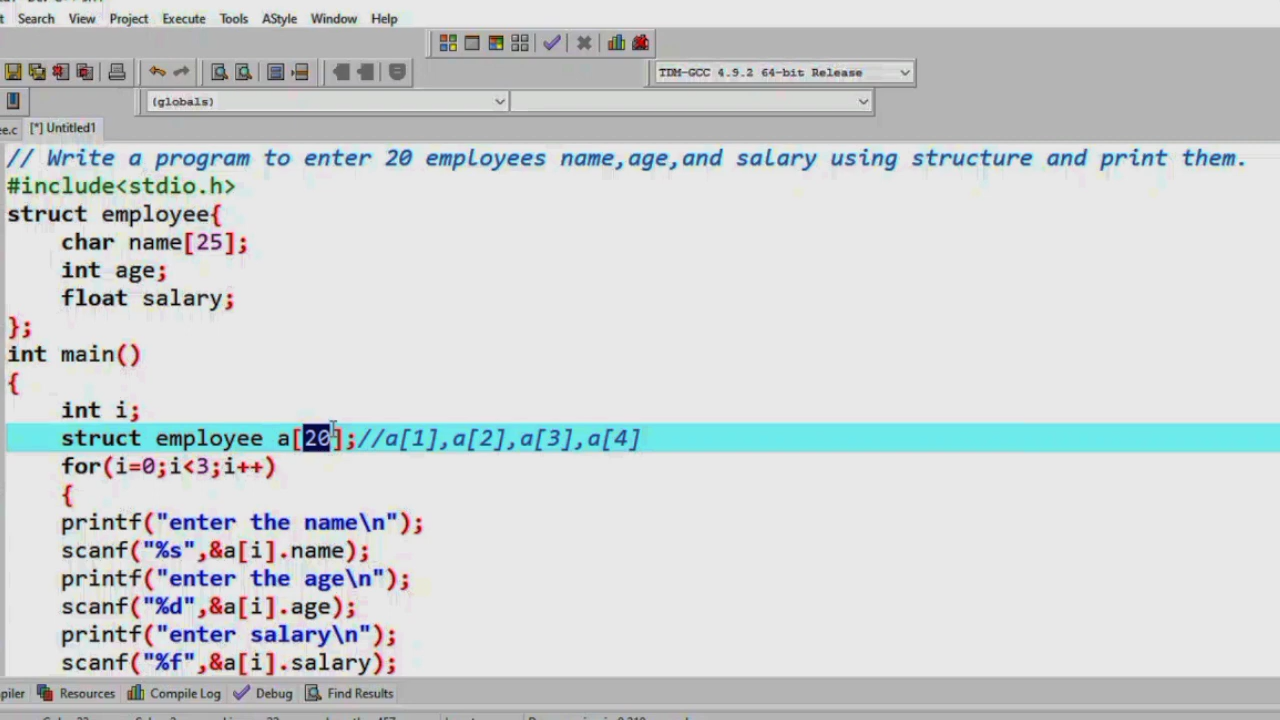 Search View Project Execute Tools AStyle Window Help
TDM-GCC 4.9.2 64-bit Release
(globals)
[*] Untitled1
// Write a program to enter 20 employees name,age,and salary using structure and print them.
#include<stdio.h>
struct employee{
char name[25];
int age;
float salary;
};
int main()
{
int i;
struct employee a[20];//a[1],a[2],a[3],a[4]
for(i=0;i<3;i++)
{
printf("enter the name\n");
scanf("%s",&a[i].name);
printf("enter the age\n");
scanf("%d",&a[i].age);
printf("enter salary\n");
scanf("%f",&a[i].salary);
Resources Compile Log Debug Find Results